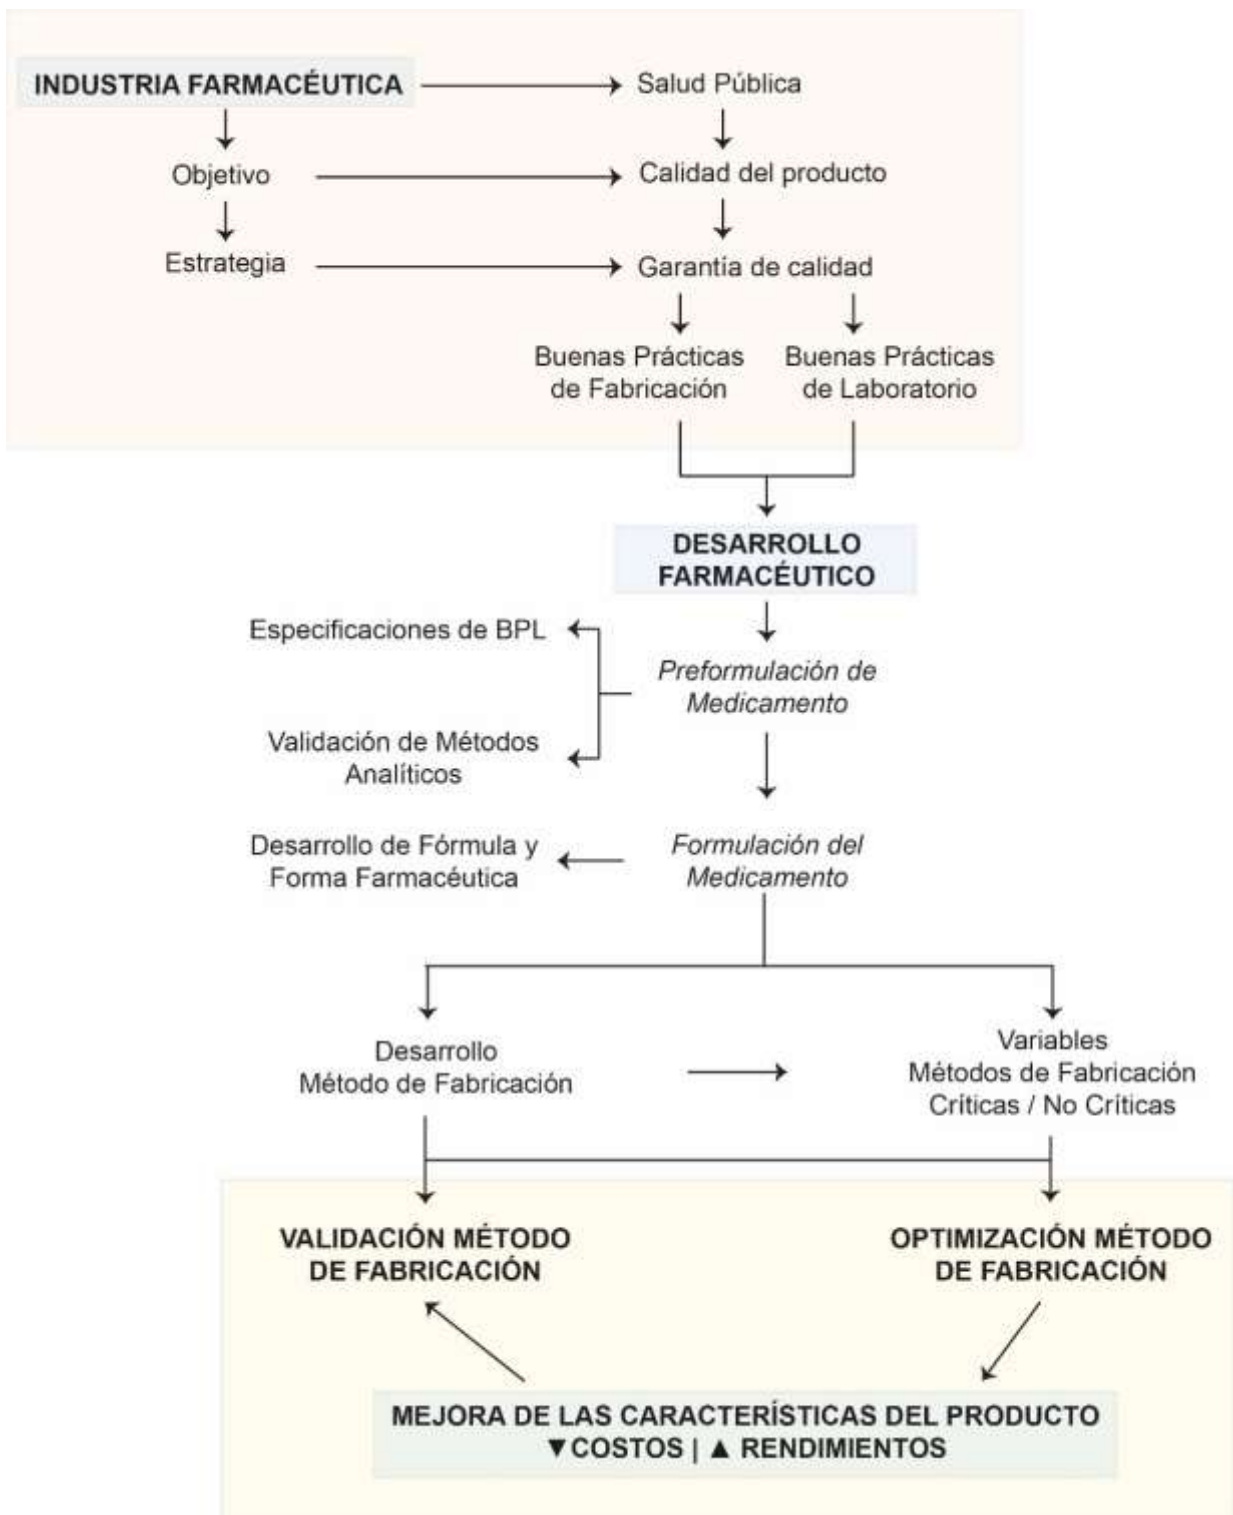 INDUSTRIA FARMACÉUTICA
Salud Pública
Objetivo
Calidad del producto
Estrategia
Garantía de calidad
Buenas Prácticas
de Fabricación
Buenas Prácticas
de Laboratorio
DESARROLLO
FARMACÉUTICO
Especificaciones de BPL
Preformulación de
Medicamento
Validación de Métodos
Analíticos
Desarrollo de Fórmula y
Forma Farmacéutica
Formulación del
Medicamento
Desarrollo
Método de Fabricación
Variables
Métodos de Fabricación
Críticas / No Críticas
VALIDACIÓN MÉTODO
DE FABRICACIÓN
OPTIMIZACIÓN MÉTODO
DE FABRICACIÓN
MEJORA DE LAS CARACTERÍSTICAS DEL PRODUCTO
▼COSTOS | ▲ RENDIMIENTOS